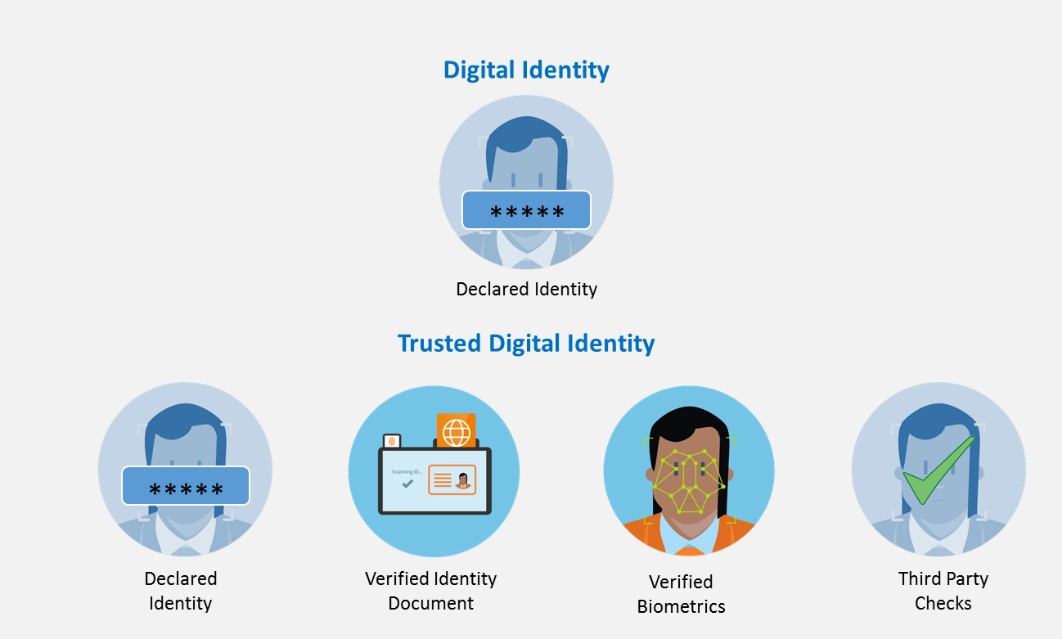 Digital Identity
*****
Declared Identity
Trusted Digital Identity
*****
Scanning ID...
Declared
Identity
Verified Identity
Document
Verified
Biometrics
Third Party
Checks